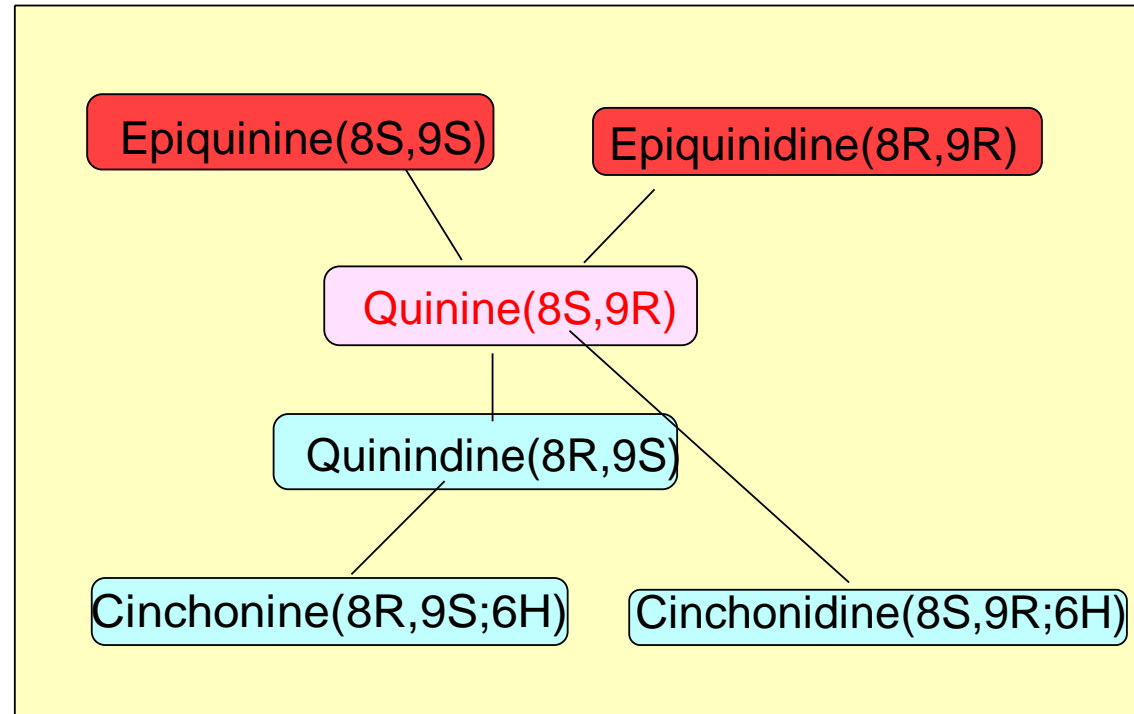 Epiquinine(8S,9S)
Epiquinidine(8R,9R)
Quinine(8S,9R)
Quinindine(8R,9S)
Cinchonine(8R,9S;6H)
Cinchonidine(8S,9R;6H)